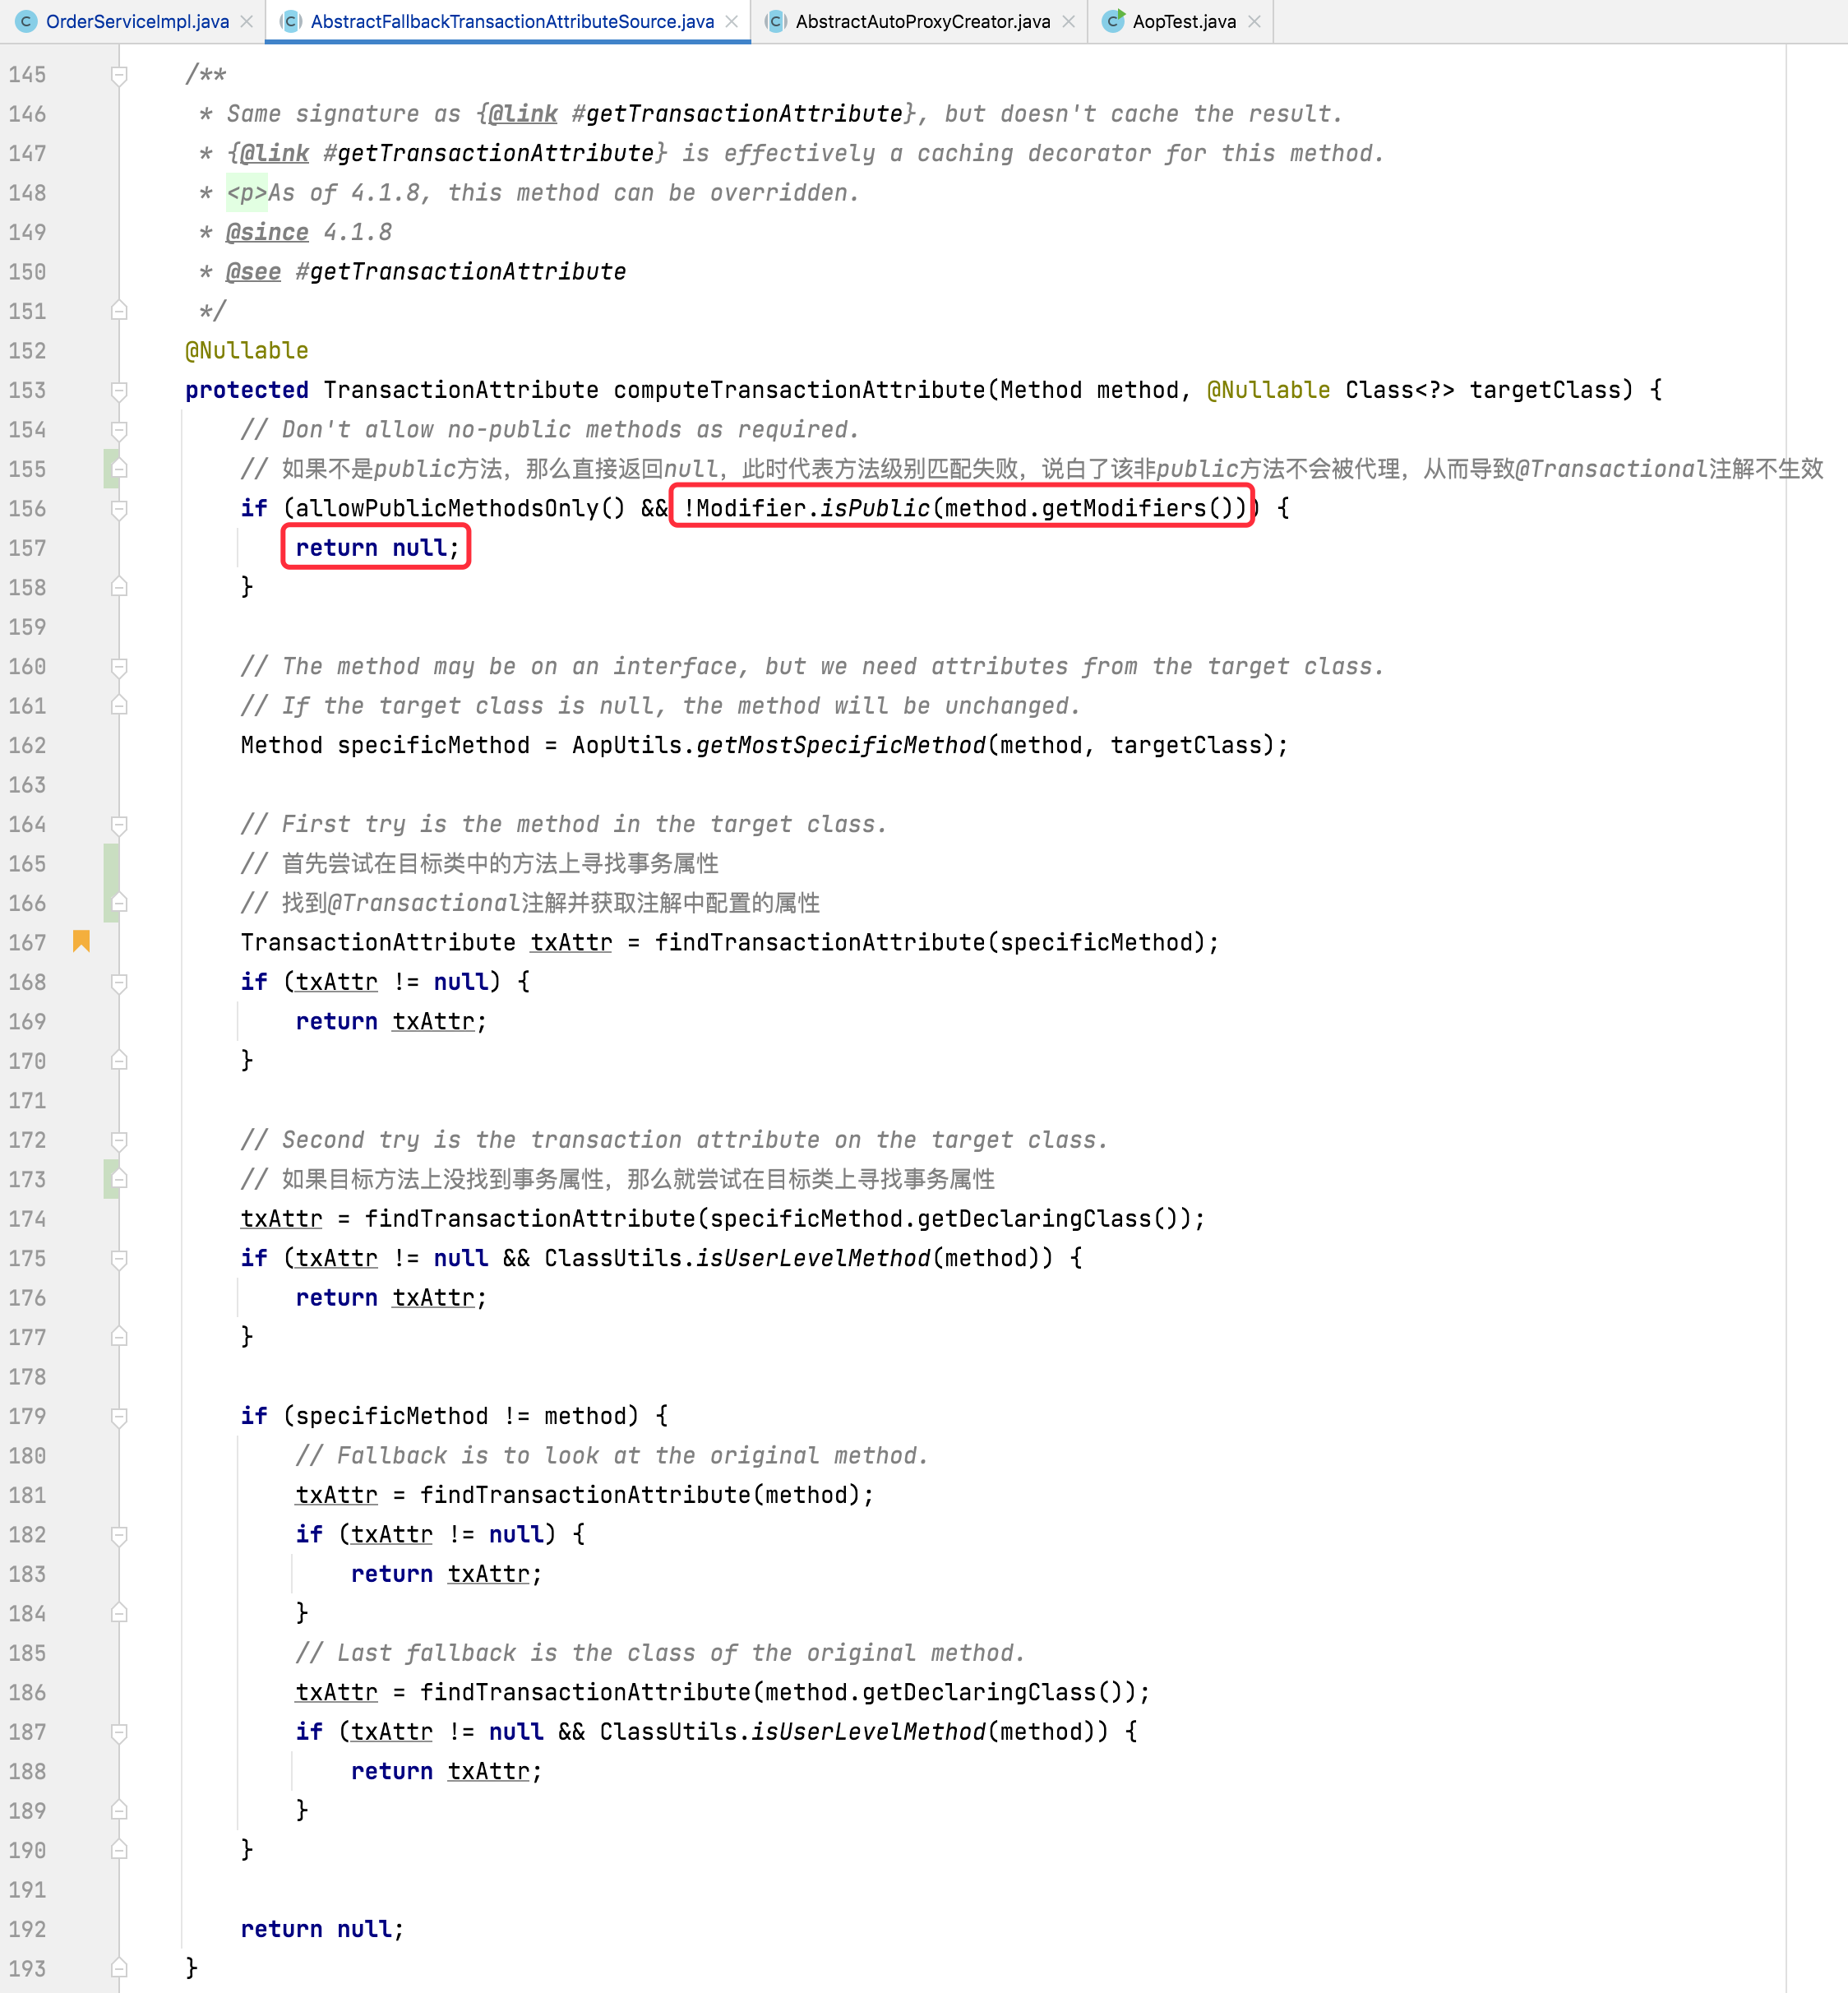 OrderServiceImpl.java AbstractFallbackTransactionAttributeSource.java AbstractAutoProxyCreator.java AopTest.java
145 /**
146 * Same signature as {@link #getTransactionAttribute}, but doesn't cache the result.
147 * {@link #getTransactionAttribute} is effectively a caching decorator for this method.
148 * <p>As of 4.1.8, this method can be overridden.
149 * @since 4.1.8
150 * @see #getTransactionAttribute
151 */
152 @Nullable
153 protected TransactionAttribute computeTransactionAttribute(Method method, @Nullable Class<?> targetClass) {
154 // Don't allow no-public methods as required.
155 // 如果不是public方法，那么直接返回null，此时代表方法级别匹配失败，说白了该非public方法不会被代理，从而导致@Transactional注解不生效
156 if (allowPublicMethodsOnly() && !Modifier.isPublic(method.getModifiers())) {
157 return null;
158 }
159
160 // The method may be on an interface, but we need attributes from the target class.
161 // If the target class is null, the method will be unchanged.
162 Method specificMethod = AopUtils.getMostSpecificMethod(method, targetClass);
163
164 // First try is the method in the target class.
165 // 首先尝试在目标类中的方法上寻找事务属性
166 // 找到@Transactional注解并获取注解中配置的属性
167 TransactionAttribute txAttr = findTransactionAttribute(specificMethod);
168 if (txAttr != null) {
169 return txAttr;
170 }
171
172 // Second try is the transaction attribute on the target class.
173 // 如果目标方法上没找到事务属性，那么就尝试在目标类上寻找事务属性
174 txAttr = findTransactionAttribute(specificMethod.getDeclaringClass());
175 if (txAttr != null && ClassUtils.isUserLevelMethod(method)) {
176 return txAttr;
177 }
178
179 if (specificMethod != method) {
180 // Fallback is to look at the original method.
181 txAttr = findTransactionAttribute(method);
182 if (txAttr != null) {
183 return txAttr;
184 }
185 // Last fallback is the class of the original method.
186 txAttr = findTransactionAttribute(method.getDeclaringClass());
187 if (txAttr != null && ClassUtils.isUserLevelMethod(method)) {
188 return txAttr;
189 }
190 }
191
192 return null;
193 }